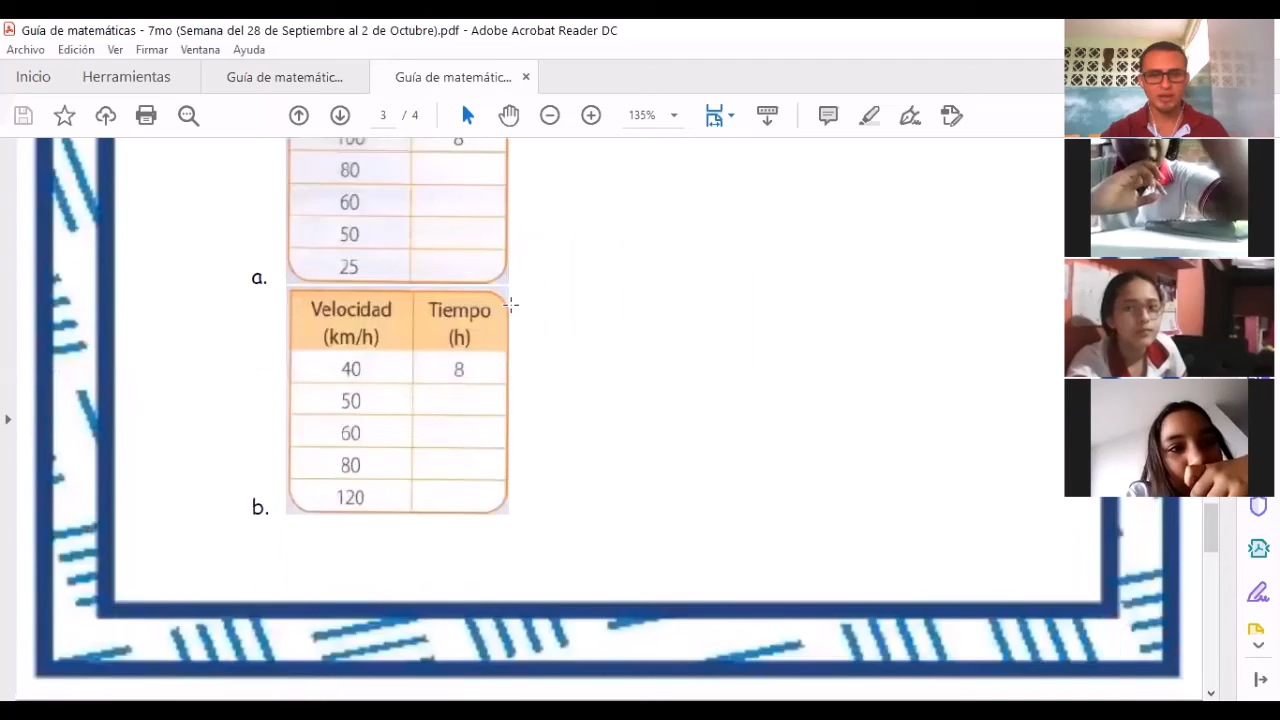 Guía de matemáticas - 7mo (Semana del 28 de Septiembre al 2 de Octubre).pdf - Adobe Acrobat Reader DC
Archivo Edición Ver Firmar Ventana Ayuda
Inicio Herramientas Guía de matemátic... Guía de matemátic... ×
3 / 4 135%
100 8
80
60
50
25
a.
Velocidad (km/h) Tiempo (h)
40 8
50
60
80
120
b.